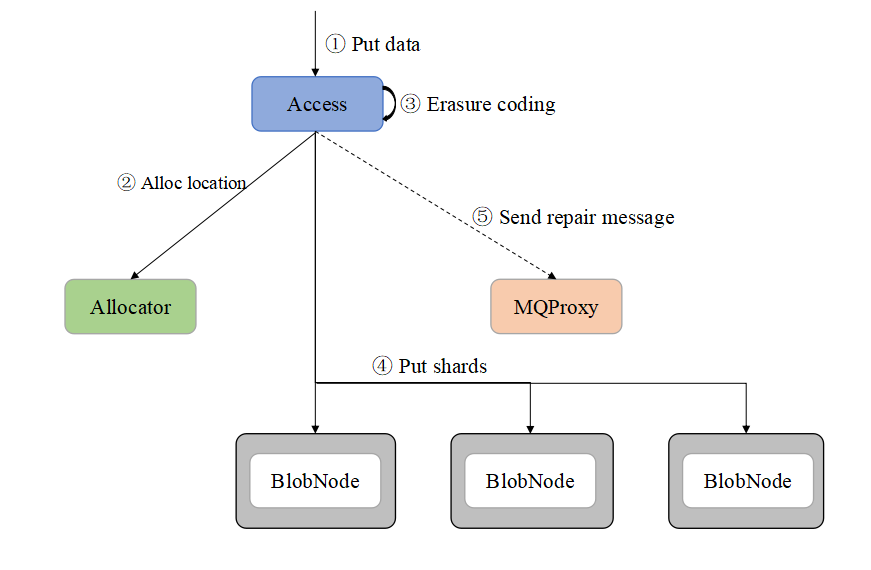 ① Put data
Access
③ Erasure coding
② Alloc location
⑤ Send repair message
Allocator
MQProxy
④ Put shards
BlobNode
BlobNode
BlobNode